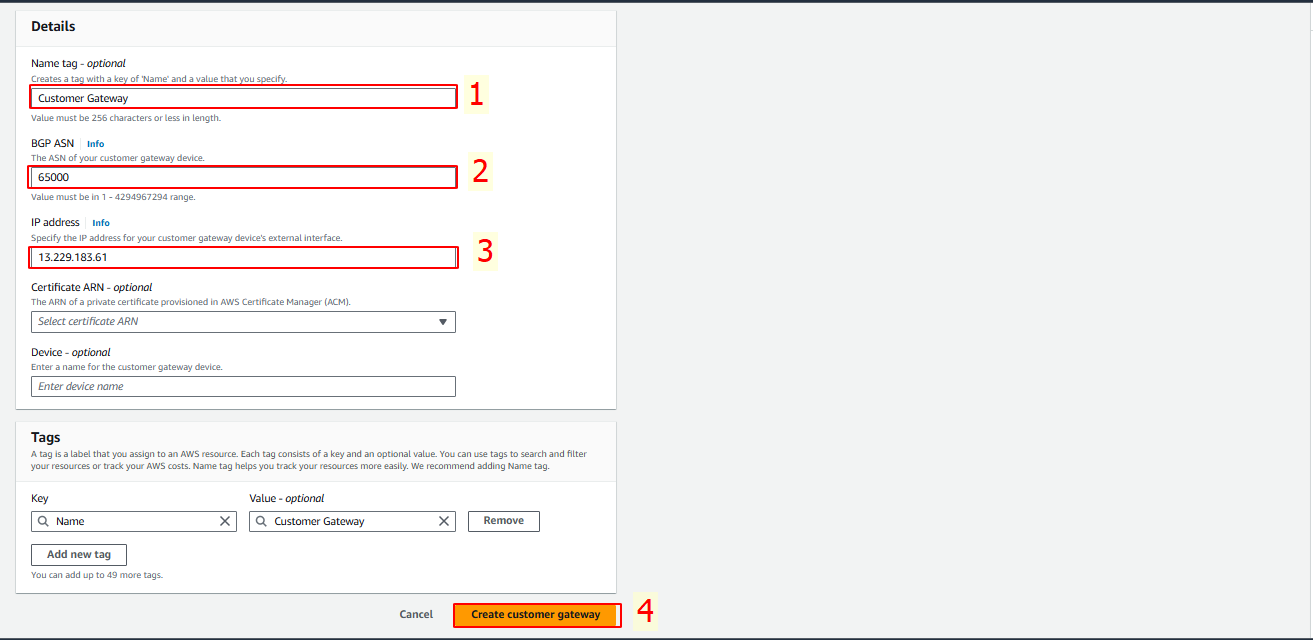 Details
Name tag - optional
Creates a tag with a key of 'Name' and a value that you specify.
Customer Gateway
1
Value must be 256 characters or less in length.
BGP ASN Info
The ASN of your customer gateway device.
65000
2
Value must be in 1 - 4294967294 range.
IP address Info
Specify the IP address for your customer gateway device's external interface.
13.229.183.61
3
Certificate ARN - optional
The ARN of a private certificate provisioned in AWS Certificate Manager (ACM).
Select certificate ARN
Device - optional
Enter a name for the customer gateway device.
Enter device name
Tags
A tag is a label that you assign to an AWS resource. Each tag consists of a key and an optional value. You can use tags to search and filter
your resources or track your AWS costs. Name tag helps you track your resources more easily. We recommend adding Name tag.
Key Value - optional
Name Customer Gateway Remove
Add new tag
You can add up to 49 more tags.
Cancel Create customer gateway 4